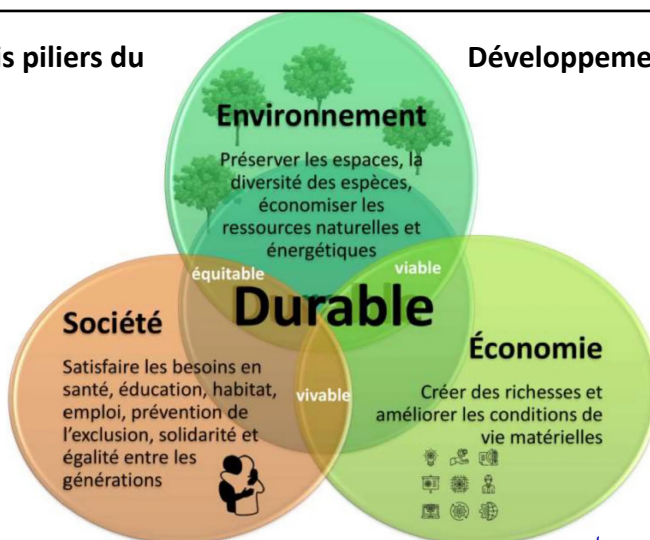 is piliers du
Développeme
Environnement
Préserver les espaces, la
diversité des espèces,
économiser les
ressources naturelles et
énergétiques
équitable
viable
Durable
Société
Satisfaire les besoins en
santé, éducation, habitat,
emploi, prévention de
l'exclusion, solidarité et
égalité entre les
générations
vivable
Économie
Créer des richesses et
améliorer les conditions de
vie matérielles